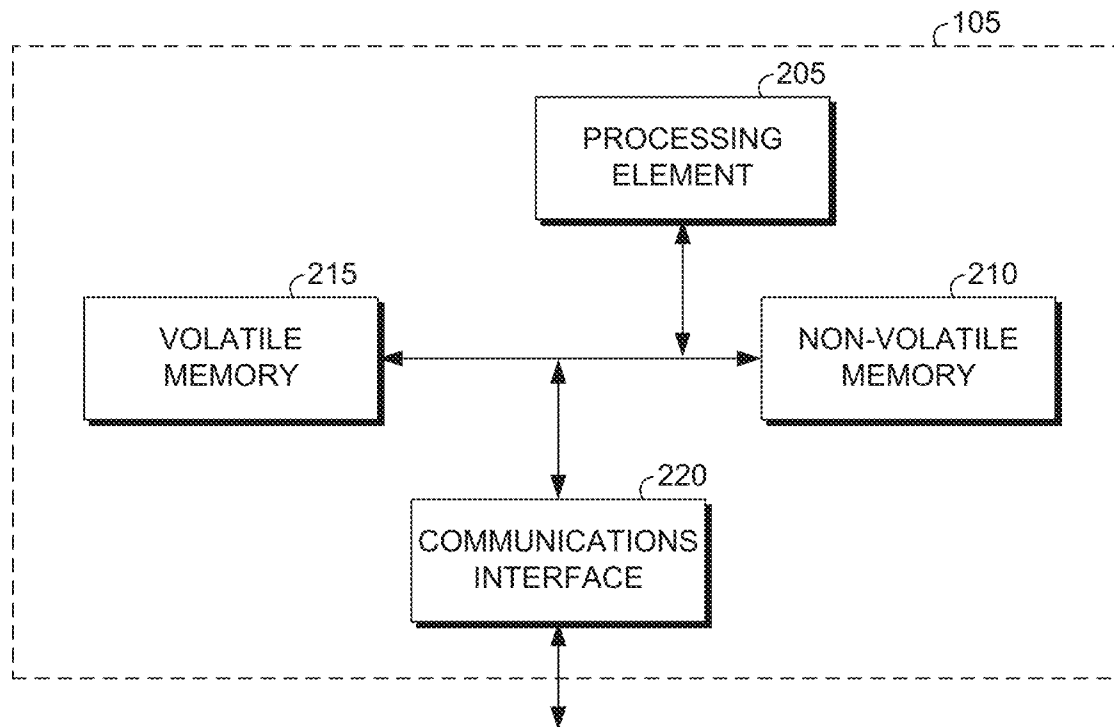 105
205
PROCESSING
ELEMENT
215
VOLATILE
MEMORY
210
NON-VOLATILE
MEMORY
220
COMMUNICATIONS
INTERFACE